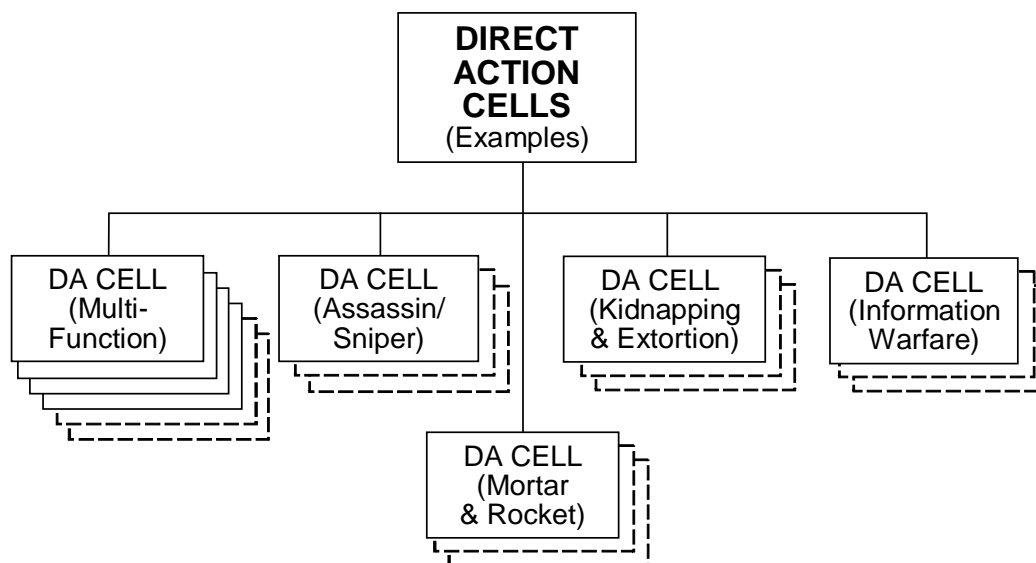 DIRECT
ACTION
CELLS
(Examples)
DA CELL
(Multi-
Function)
DA CELL
(Assassin/
Sniper)
DA CELL
(Kidnapping
& Extortion)
DA CELL
(Information
Warfare)
DA CELL
(Mortar
& Rocket)